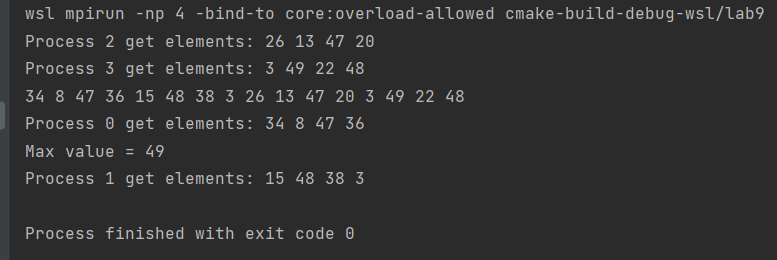 wsl mpirun -np 4 -bind-to core:overload-allowed cmake-build-debug-wsl/lab9
Process 2 get elements: 26 13 47 20
Process 3 get elements: 3 49 22 48
34 8 47 36 15 48 38 3 26 13 47 20 3 49 22 48
Process 0 get elements: 34 8 47 36
Max value = 49
Process 1 get elements: 15 48 38 3
Process finished with exit code 0